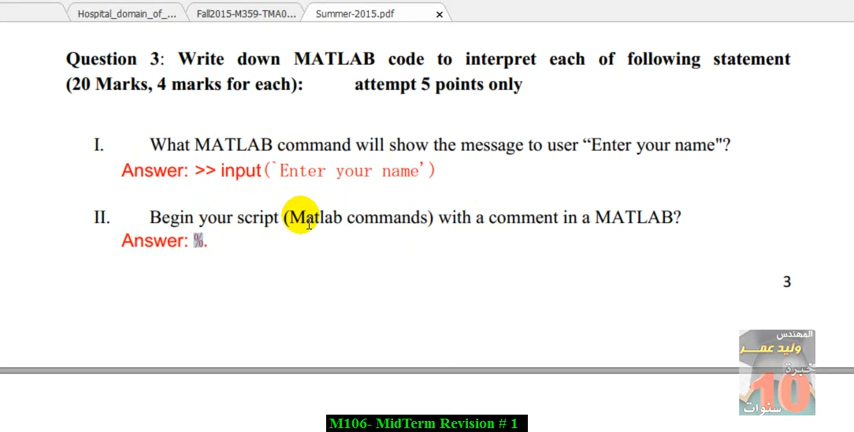 Hospital_domain_of_...
Fall2015-M359-TMA0...
Summer-2015.pdf
×
Question 3: Write down MATLAB code to interpret each of following statement
(20 Marks, 4 marks for each): attempt 5 points only
I. What MATLAB command will show the message to user “Enter your name"?
Answer: >> input(`Enter your name')
II. Begin your script (Matlab commands) with a comment in a MATLAB?
Answer: %.
3
المهندس
وليد عمر
خبرة
10
سنوات
M106- MidTerm Revision # 1